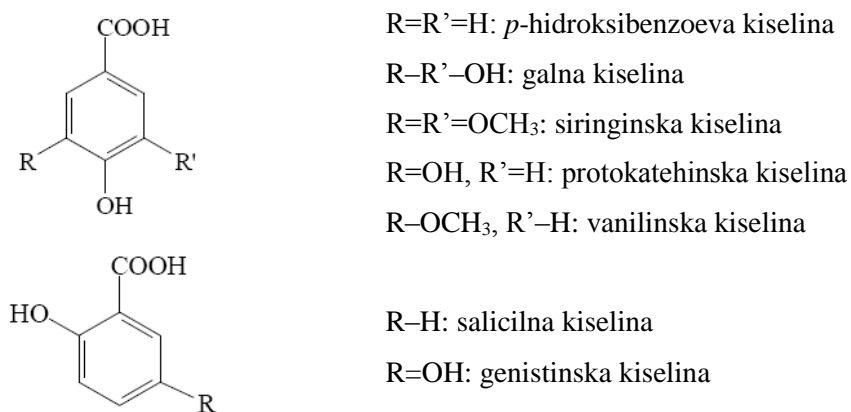 COOH
R=R’=H: p-hidroksibenzoeva kiselina
R–R’–OH: galna kiselina
R=R’=OCH₃: siringinska kiselina
R R'
R=OH, R’=H: protokatehinska kiselina
OH
R–OCH₃, R’–H: vanilinska kiselina
COOH
HO
R–H: salicilna kiselina
R=OH: genistinska kiselina
R